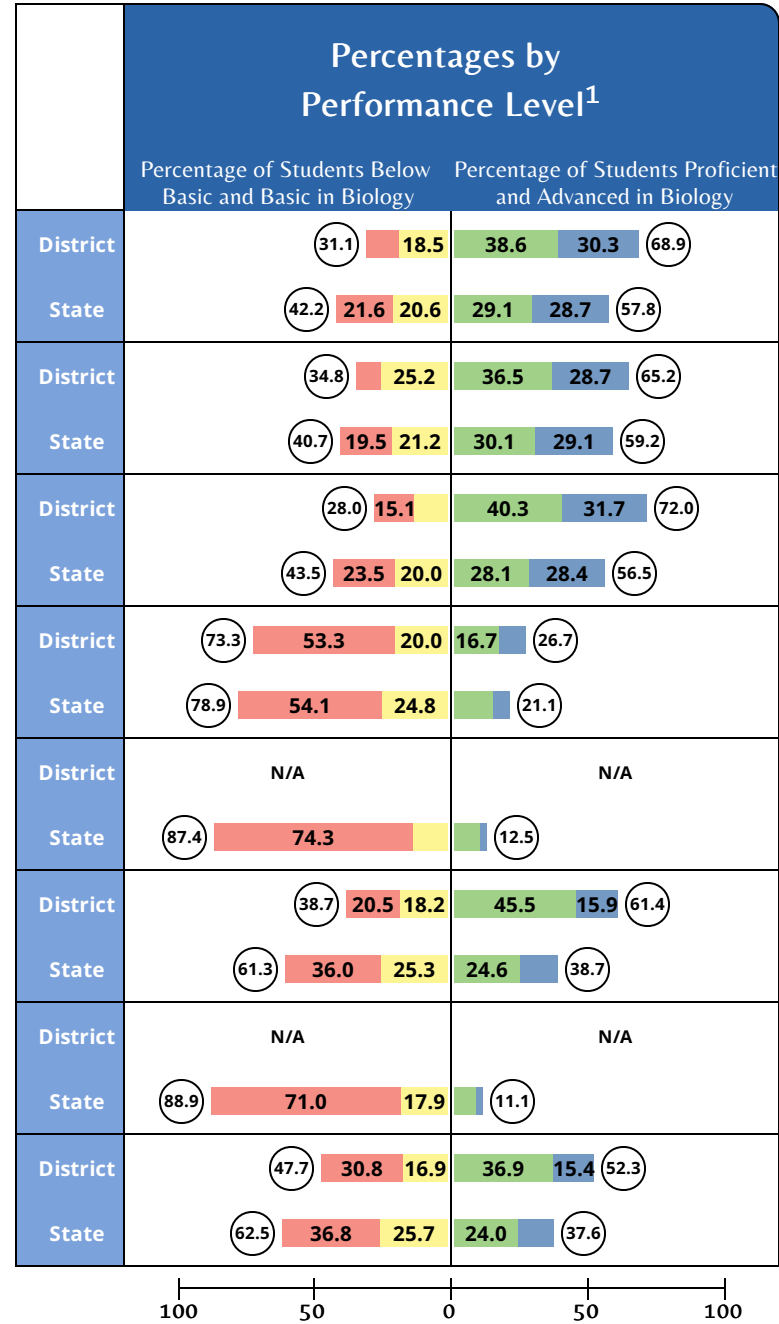 Percentages by
Performance Level1
Percentage of Students Below Percentage of Students Proficient
Basic and Basic in Biology and Advanced in Biology
District 31.1 18.5 38.6 30.3 68.9
State 42.2 21.6 20.6 29.1 28.7 57.8
District 34.8 25.2 36.5 28.7 65.2
State 40.7 19.5 21.2 30.1 29.1 59.2
District 28.0 15.1 40.3 31.7 72.0
State 43.5 23.5 20.0 28.1 28.4 56.5
District 73.3 53.3 20.0 16.7 26.7
State 78.9 54.1 24.8 21.1
District N/A N/A
State 87.4 74.3 12.5
District 38.7 20.5 18.2 45.5 15.9 61.4
State 61.3 36.0 25.3 24.6 38.7
District N/A N/A
State 88.9 71.0 17.9 11.1
District 47.7 30.8 16.9 36.9 15.4 52.3
State 62.5 36.8 25.7 24.0 37.6
100 50 0 50 100